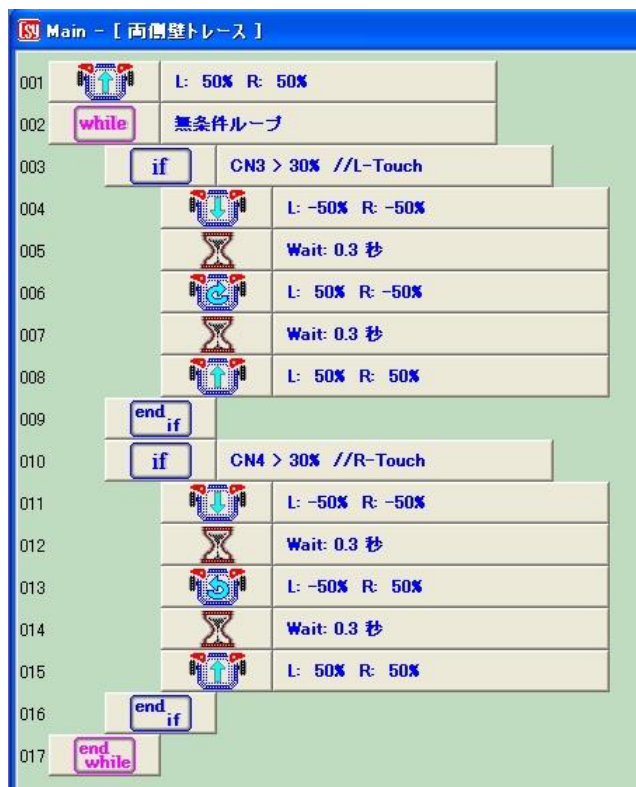 Main - [ 両側壁トレース ]
001 L: 50% R: 50%
002 while 無条件ループ
003 if CN3 > 30% //L-Touch
004 L: -50% R: -50%
005 Wait: 0.3 秒
006 L: 50% R: -50%
007 Wait: 0.3 秒
008 L: 50% R: 50%
009 end if
010 if CN4 > 30% //R-Touch
011 L: -50% R: -50%
012 Wait: 0.3 秒
013 L: -50% R: 50%
014 Wait: 0.3 秒
015 L: 50% R: 50%
016 end if
017 end while